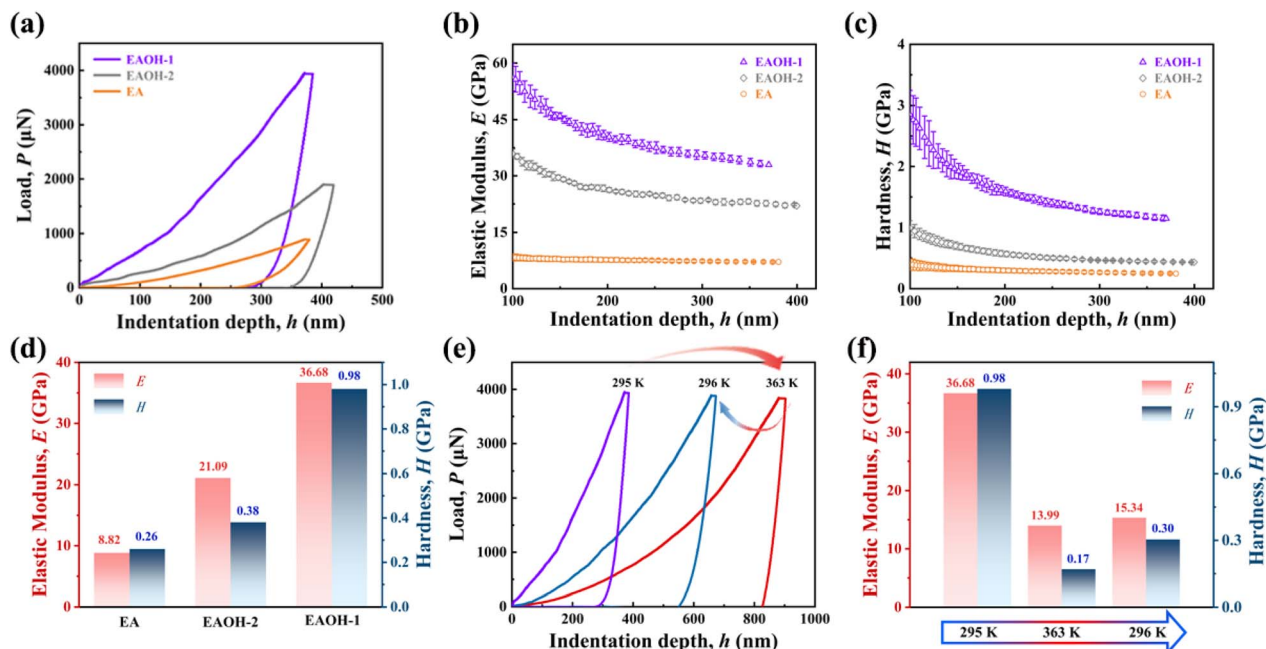 (a)
EAOH-1
EAOH-2
EA
Load, P (μN)
4000
3000
2000
1000
0
0 100 200 300 400 500
Indentation depth, h (nm)
(b)
EAOH-1
EAOH-2
EA
Elastic Modulus, E (GPa)
60
45
30
15
0
100 200 300 400
Indentation depth, h (nm)
(c)
EAOH-1
EAOH-2
EA
Hardness, H (GPa)
4
3
2
1
0
100 200 300 400
Indentation depth, h (nm)
(d)
E
H
Elastic Modulus, E (GPa)
40
30
20
10
0
8.82
0.26
21.09
0.38
36.68
0.98
1.0
0.8
0.6
0.4
0.2
0.0
Hardness, H (GPa)
EA EAOH-2 EAOH-1
(e)
295 K 296 K 363 K
Load, P (μN)
4000
3000
2000
1000
0
0 200 400 600 800 1000
Indentation depth, h (nm)
(f)
E
H
Elastic Modulus, E (GPa)
40
30
20
10
0
36.68
0.98
13.99
0.17
15.34
0.30
0.9
0.6
0.3
0.0
Hardness, H (GPa)
295 K 363 K 296 K